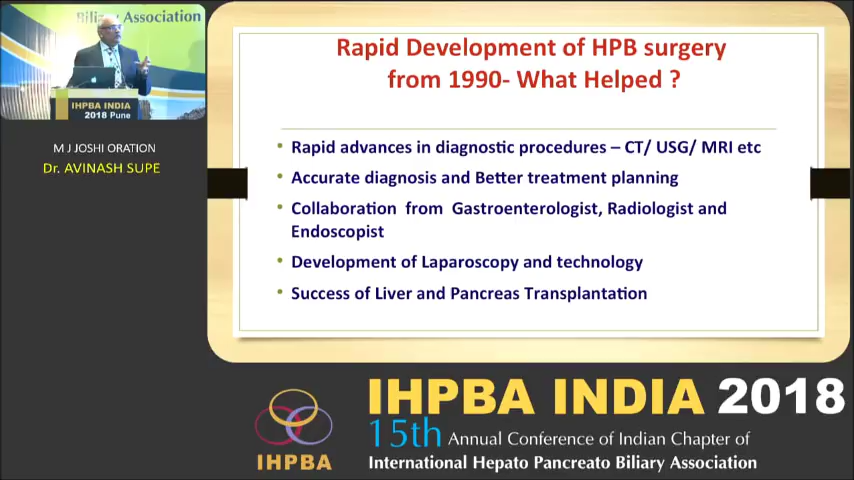 Biliary Association
IHPBA INDIA
2018 Pune
M J JOSHI ORATION
Dr. AVINASH SUPE
Rapid Development of HPB surgery
from 1990- What Helped ?
• Rapid advances in diagnostic procedures – CT/ USG/ MRI etc
• Accurate diagnosis and Better treatment planning
• Collaboration from Gastroenterologist, Radiologist and
Endoscopist
• Development of Laparoscopy and technology
• Success of Liver and Pancreas Transplantation
IHPBA
IHPBA INDIA 2018
15th Annual Conference of Indian Chapter of
International Hepato Pancreato Biliary Association